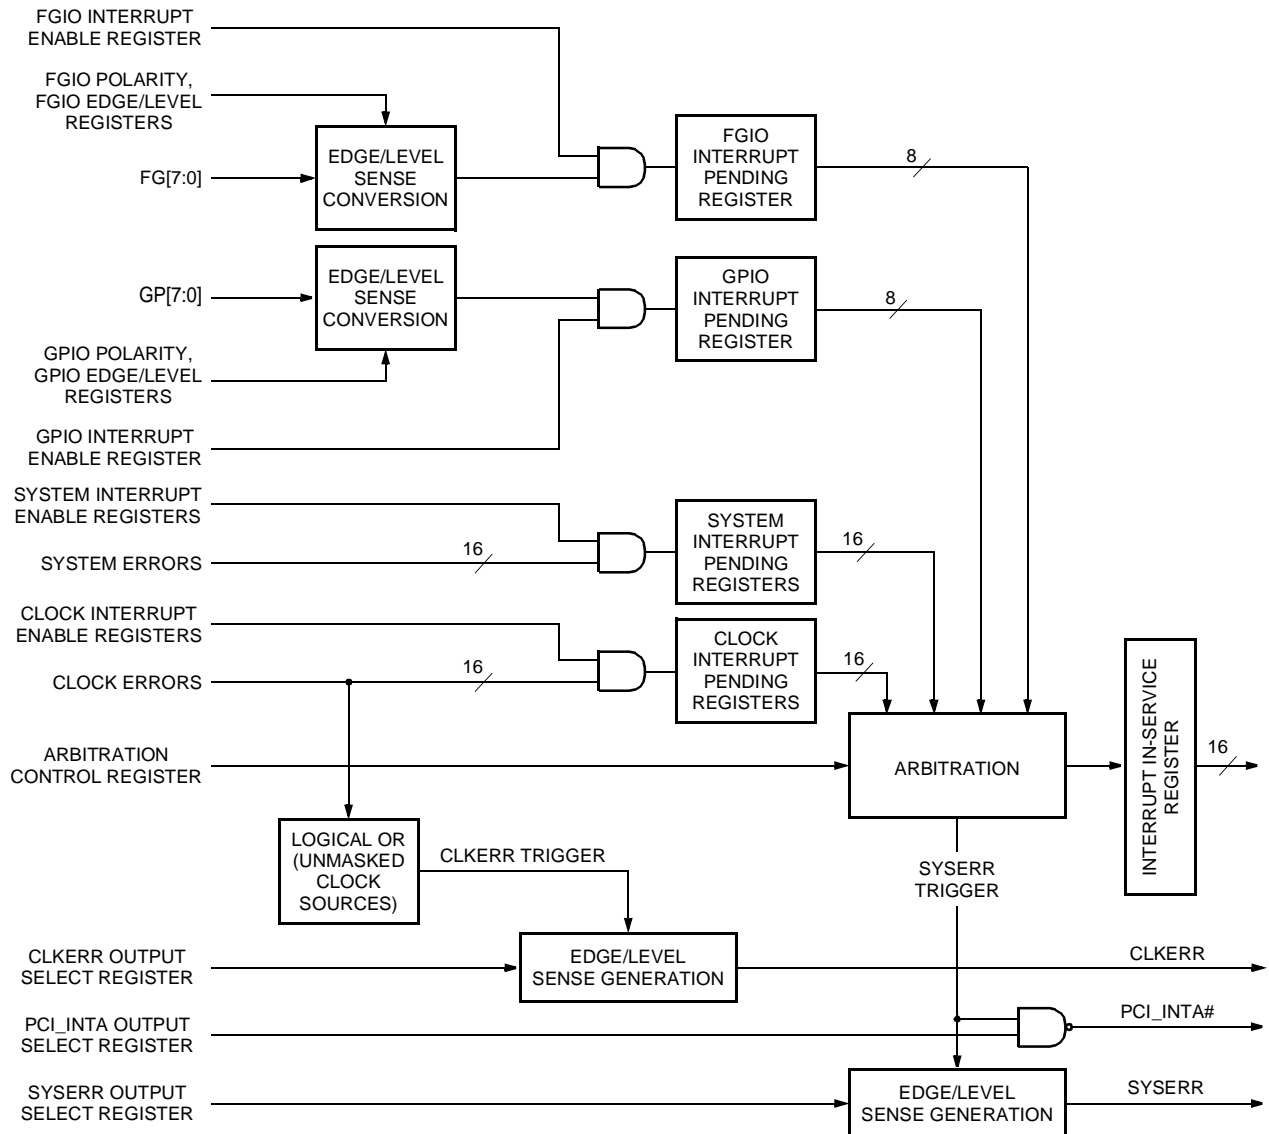 FGIO INTERRUPT
ENABLE REGISTER
FGIO POLARITY,
FGIO EDGE/LEVEL
REGISTERS
FG[7:0]
EDGE/LEVEL
SENSE
CONVERSION
FGIO
INTERRUPT
PENDING
REGISTER
8
GP[7:0]
EDGE/LEVEL
SENSE
CONVERSION
GPIO
INTERRUPT
PENDING
REGISTER
8
GPIO POLARITY,
GPIO EDGE/LEVEL
REGISTERS
GPIO INTERRUPT
ENABLE REGISTER
SYSTEM INTERRUPT
ENABLE REGISTERS
SYSTEM ERRORS
16
SYSTEM
INTERRUPT
PENDING
REGISTERS
16
CLOCK INTERRUPT
ENABLE REGISTERS
CLOCK ERRORS
16
CLOCK
INTERRUPT
PENDING
REGISTERS
16
ARBITRATION
CONTROL REGISTER
ARBITRATION
INTERRUPT IN-SERVICE
REGISTER
16
LOGICAL OR
(UNMASKED
CLOCK
SOURCES)
CLKERR TRIGGER
SYSERR
TRIGGER
CLKERR OUTPUT
SELECT REGISTER
EDGE/LEVEL
SENSE GENERATION
CLKERR
PCI_INTA OUTPUT
SELECT REGISTER
PCI_INTA#
SYSERR OUTPUT
SELECT REGISTER
EDGE/LEVEL
SENSE GENERATION
SYSERR